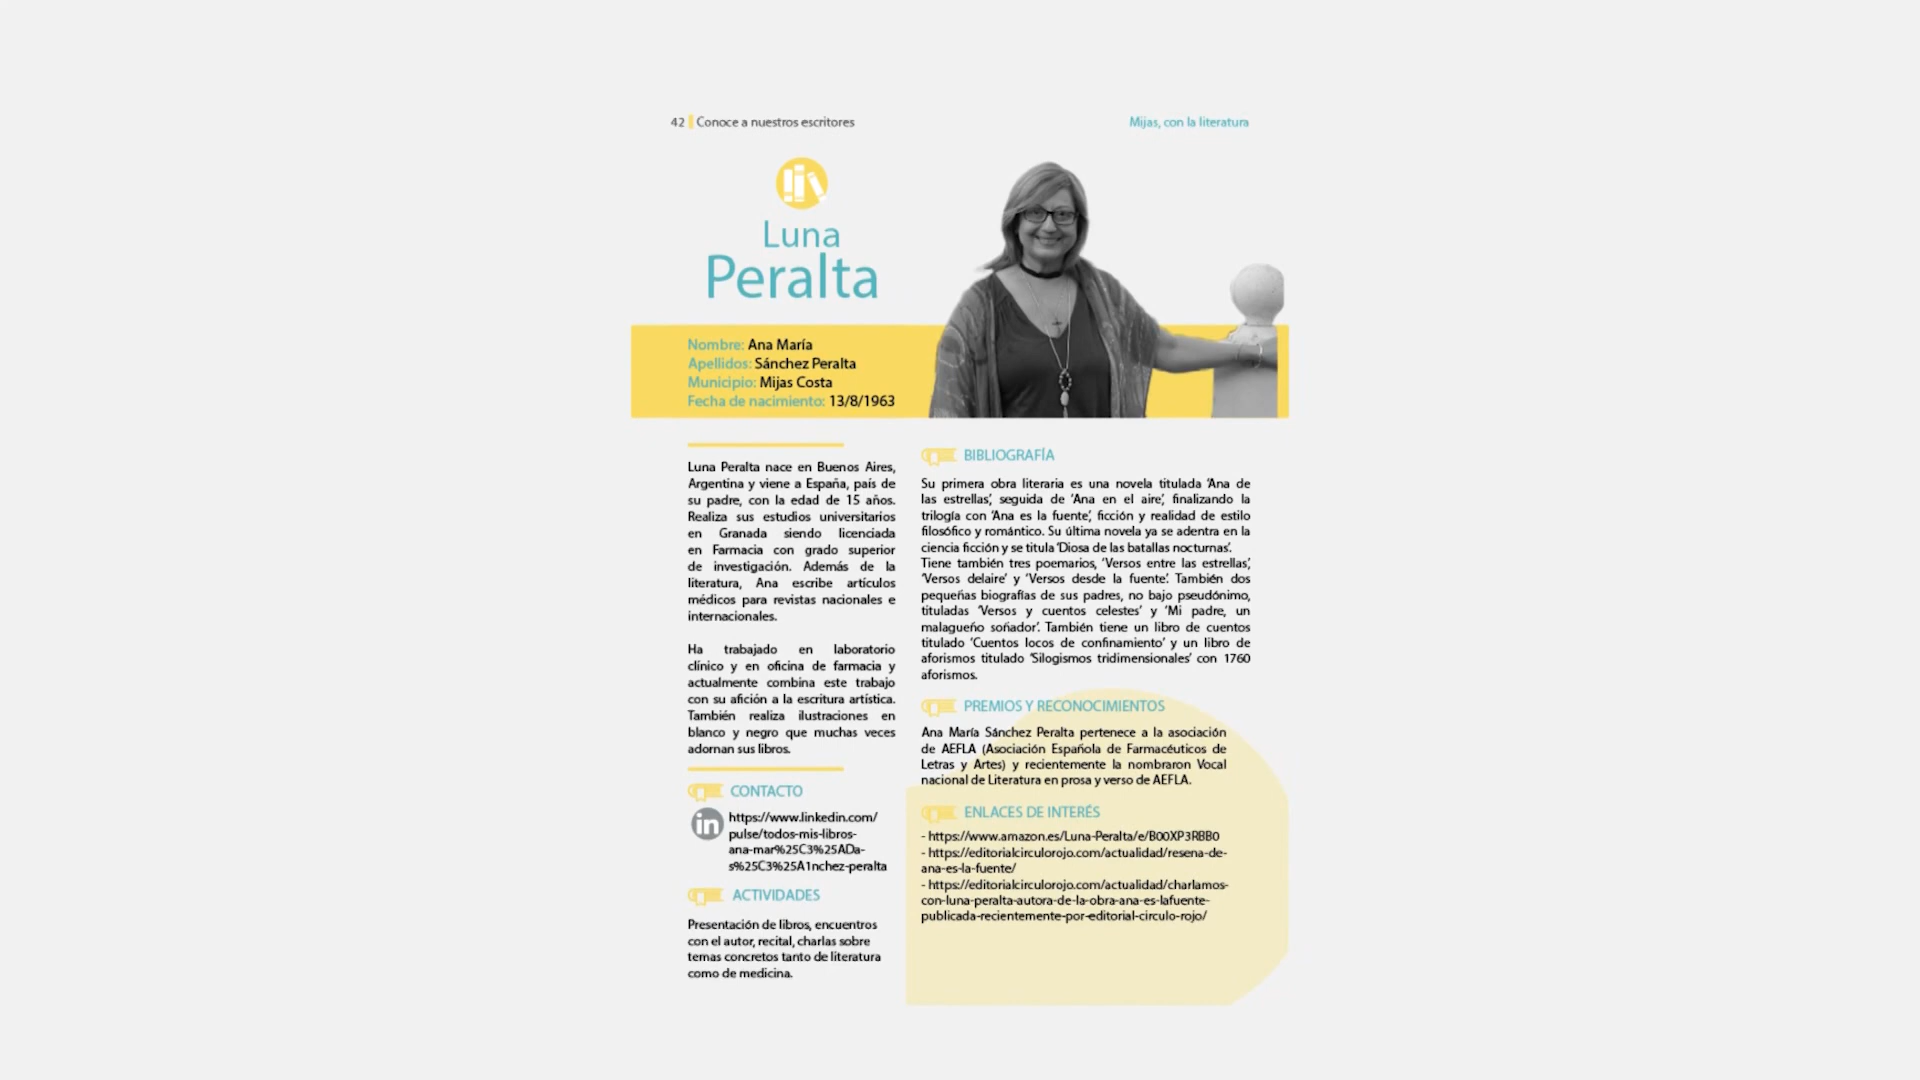 42 Conoce a nuestros escritores
Mijas, con la literatura
Luna
Peralta
Nombre: Ana María
Apellidos: Sánchez Peralta
Municipio: Mijas Costa
Fecha de nacimiento: 13/8/1963
Luna Peralta nace en Buenos Aires,
Argentina y viene a España, país de
su padre, con la edad de 15 años.
Realiza sus estudios universitarios
en Granada siendo licenciada
en Farmacia con grado superior
de investigación. Además de la
literatura, Ana escribe artículos
médicos para revistas nacionales e
internacionales.
Ha trabajado en laboratorio
clínico y en oficina de farmacia y
actualmente combina este trabajo
con su afición a la escritura artística.
También realiza ilustraciones en
blanco y negro que muchas veces
adornan sus libros.
CONTACTO
in
https://www.linkedin.com/
pulse/todos-mis-libros-
ana-mar%25C3%25ADa-
s%25C3%25A1nchez-peralta
ACTIVIDADES
Presentación de libros, encuentros
con el autor, recital, charlas sobre
temas concretos tanto de literatura
como de medicina.
BIBLIOGRAFÍA
Su primera obra literaria es una novela titulada ‘Ana de
las estrellas’, seguida de ‘Ana en el aire’, finalizando la
trilogía con ‘Ana es la fuente’, ficción y realidad de estilo
filosófico y romántico. Su última novela ya se adentra en la
ciencia ficción y se titula ‘Diosa de las batallas nocturnas’.
Tiene también tres poemarios, ‘Versos entre las estrellas’,
‘Versos delaire’ y ‘Versos desde la fuente’. También dos
pequeñas biografías de sus padres, no bajo pseudónimo,
tituladas ‘Versos y cuentos celestes’ y ‘Mi padre, un
malagueño soñador’. También tiene un libro de cuentos
titulado ‘Cuentos locos de confinamiento’ y un libro de
aforismos titulado ‘Silogismos tridimensionales’ con 1760
aforismos.
PREMIOS Y RECONOCIMIENTOS
Ana María Sánchez Peralta pertenece a la asociación
de AEFLA (Asociación Española de Farmacéuticos de
Letras y Artes) y recientemente la nombraron Vocal
nacional de Literatura en prosa y verso de AEFLA.
ENLACES DE INTERÉS
- https://www.amazon.es/Luna-Peralta/e/B00XP3RBB0
- https://editorialcirculorojo.com/actualidad/resena-de-
ana-es-la-fuente/
- https://editorialcirculorojo.com/actualidad/charlamos-
con-luna-peralta-autora-de-la-obra-ana-es-lafuente-
publicada-recientemente-por-editorial-circulo-rojo/